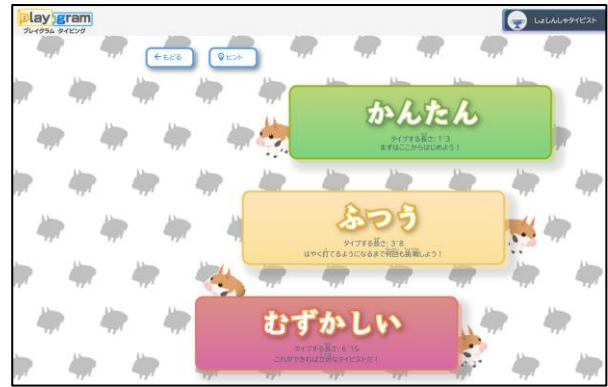 Playgram
プレイグラム タイピング
しょしんしゃタイピスト
もどる
ヒント
かんたん
タイプする長さ: 1~3
まずはここからはじめよう！
ふつう
タイプする長さ: 3~8
はやく打てるようになるまで何回も挑戦しよう！
むずかしい
タイプする長さ: 6~15
これができれば立派なタイピストだ！